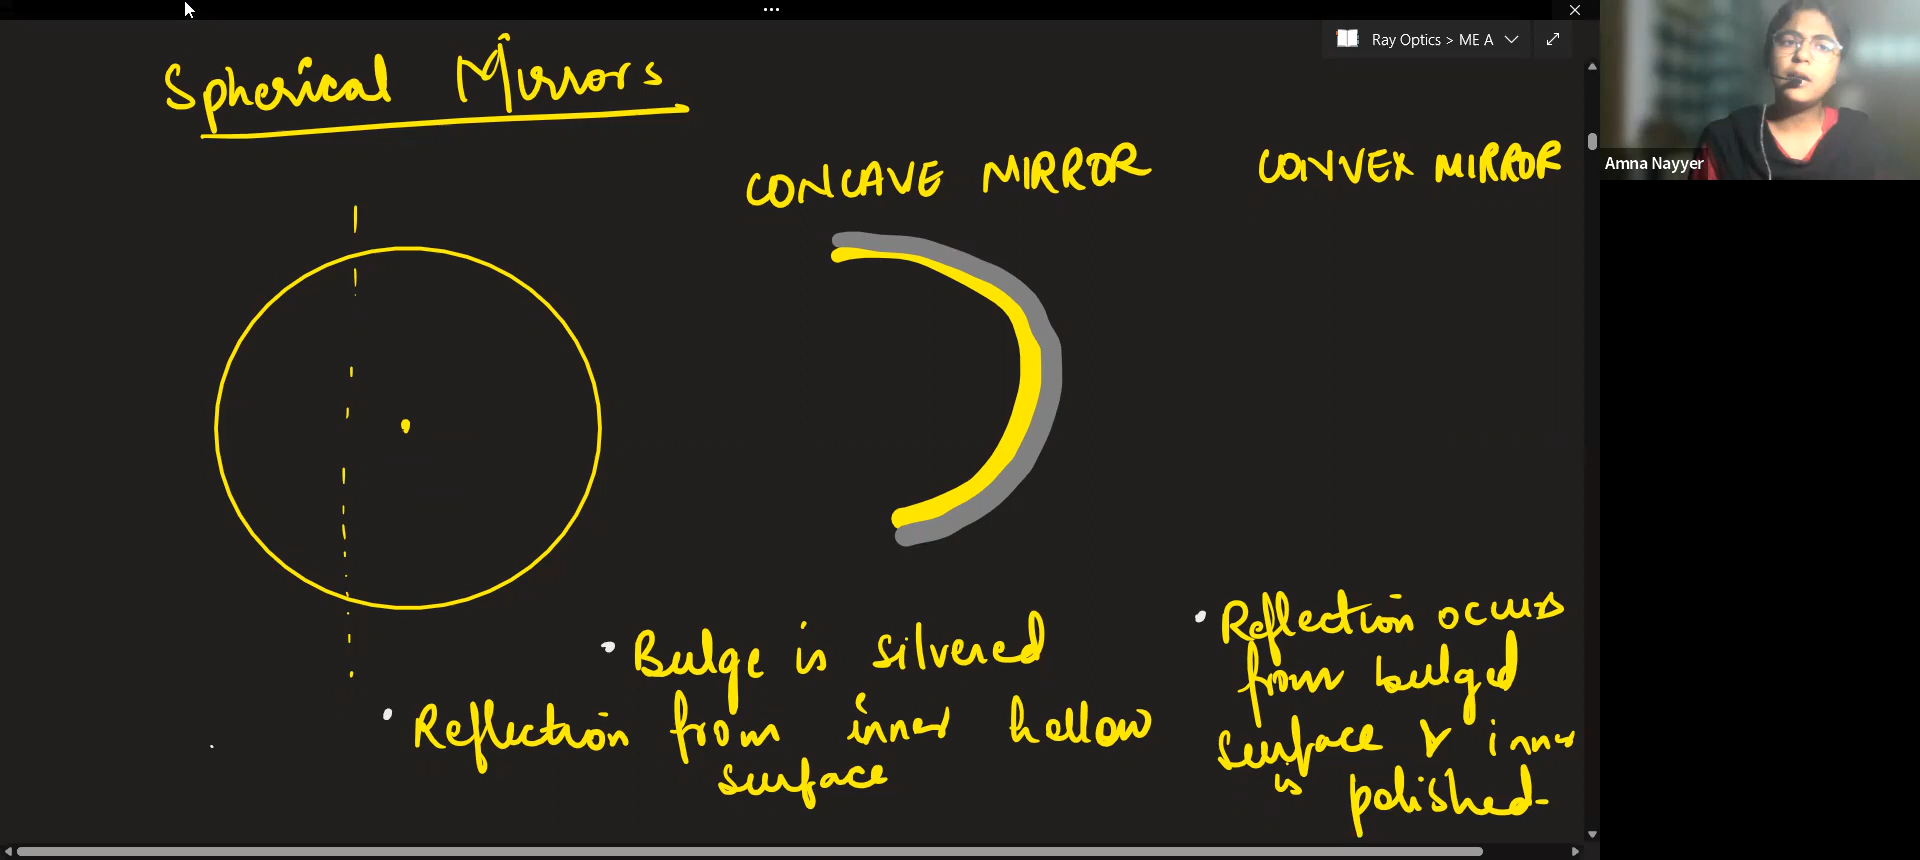 Ray Optics > ME A
Spherical Mirrors
Amna Nayyer
CONCAVE MIRROR
CONVEX MIRROR
• Bulge is silvered
• Reflection from inner hollow
surface
• Reflection occurs
from bulged
surface & inner
is polished-